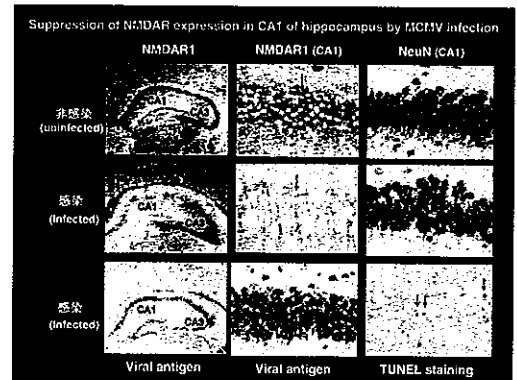 Suppression of NMDAR expression in CA1 of hippocampus by MCMV infection
NMDAR1 NMDAR1 (CA1) NeuN (CA1)
非感染
(uninfected)
CA1
CA3
感染
(Infected)
CA1
感染
(Infected)
CA1
CA3
Viral antigen Viral antigen TUNEL staining